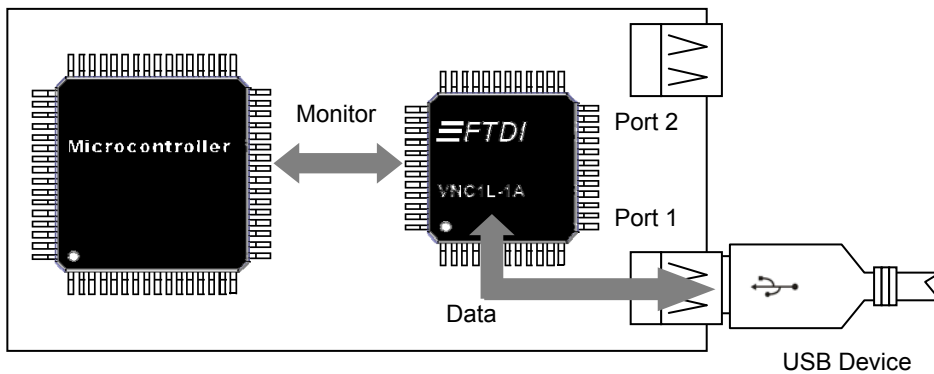 Microcontroller
Monitor
FTDI
VNC1L-1A
Port 2
Port 1
Data
USB Device